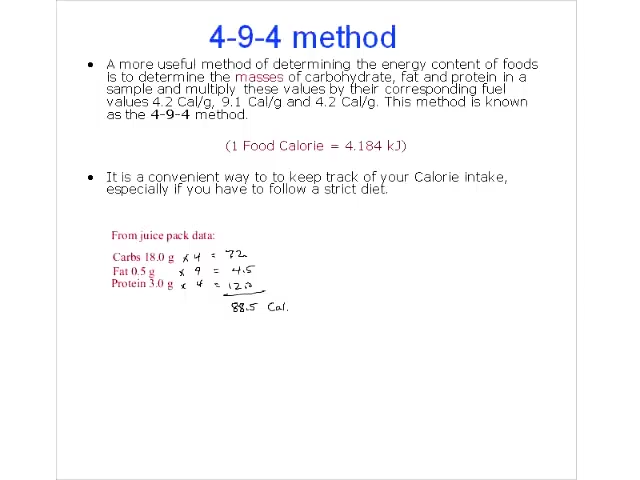 4-9-4 method
• A more useful method of determining the energy content of foods
is to determine the masses of carbohydrate, fat and protein in a
sample and multiply these values by their corresponding fuel
values 4.2 Cal/g, 9.1 Cal/g and 4.2 Cal/g. This method is known
as the 4-9-4 method.
(1 Food Calorie = 4.184 kJ)
• It is a convenient way to to keep track of your Calorie intake,
especially if you have to follow a strict diet.
From juice pack data:
Carbs 18.0 g x 4 = 72
Fat 0.5 g x 9 = 4.5
Protein 3.0 g x 4 = 12.0
88.5 Cal.